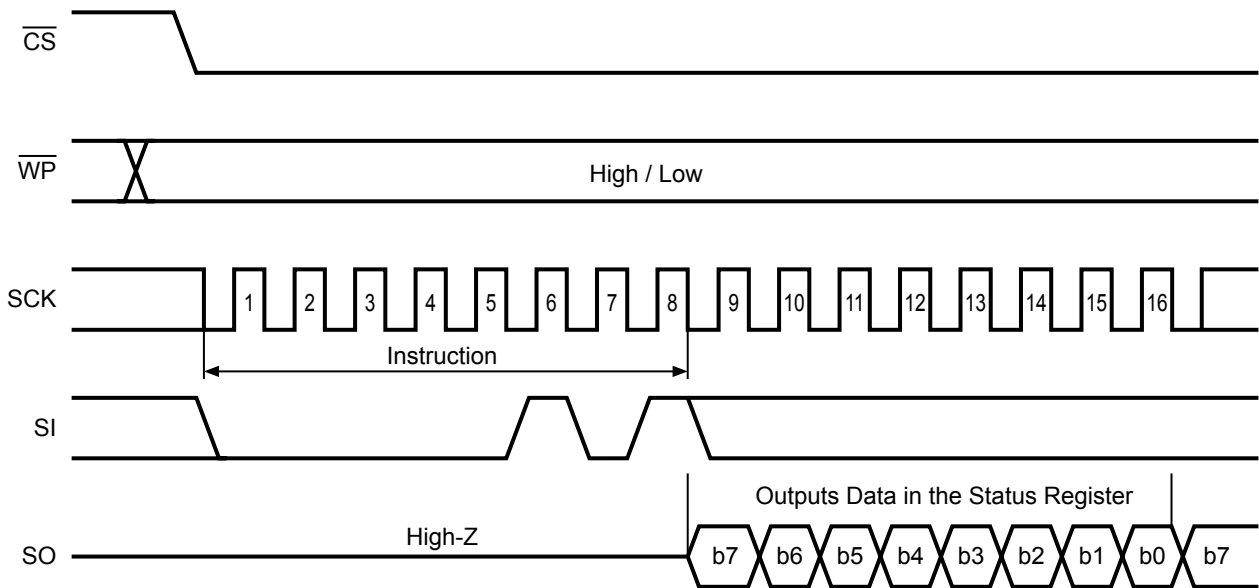 CS
WP
High / Low
SCK
1 2 3 4 5 6 7 8 9 10 11 12 13 14 15 16
Instruction
SI
Outputs Data in the Status Register
High-Z
SO
b7 b6 b5 b4 b3 b2 b1 b0 b7